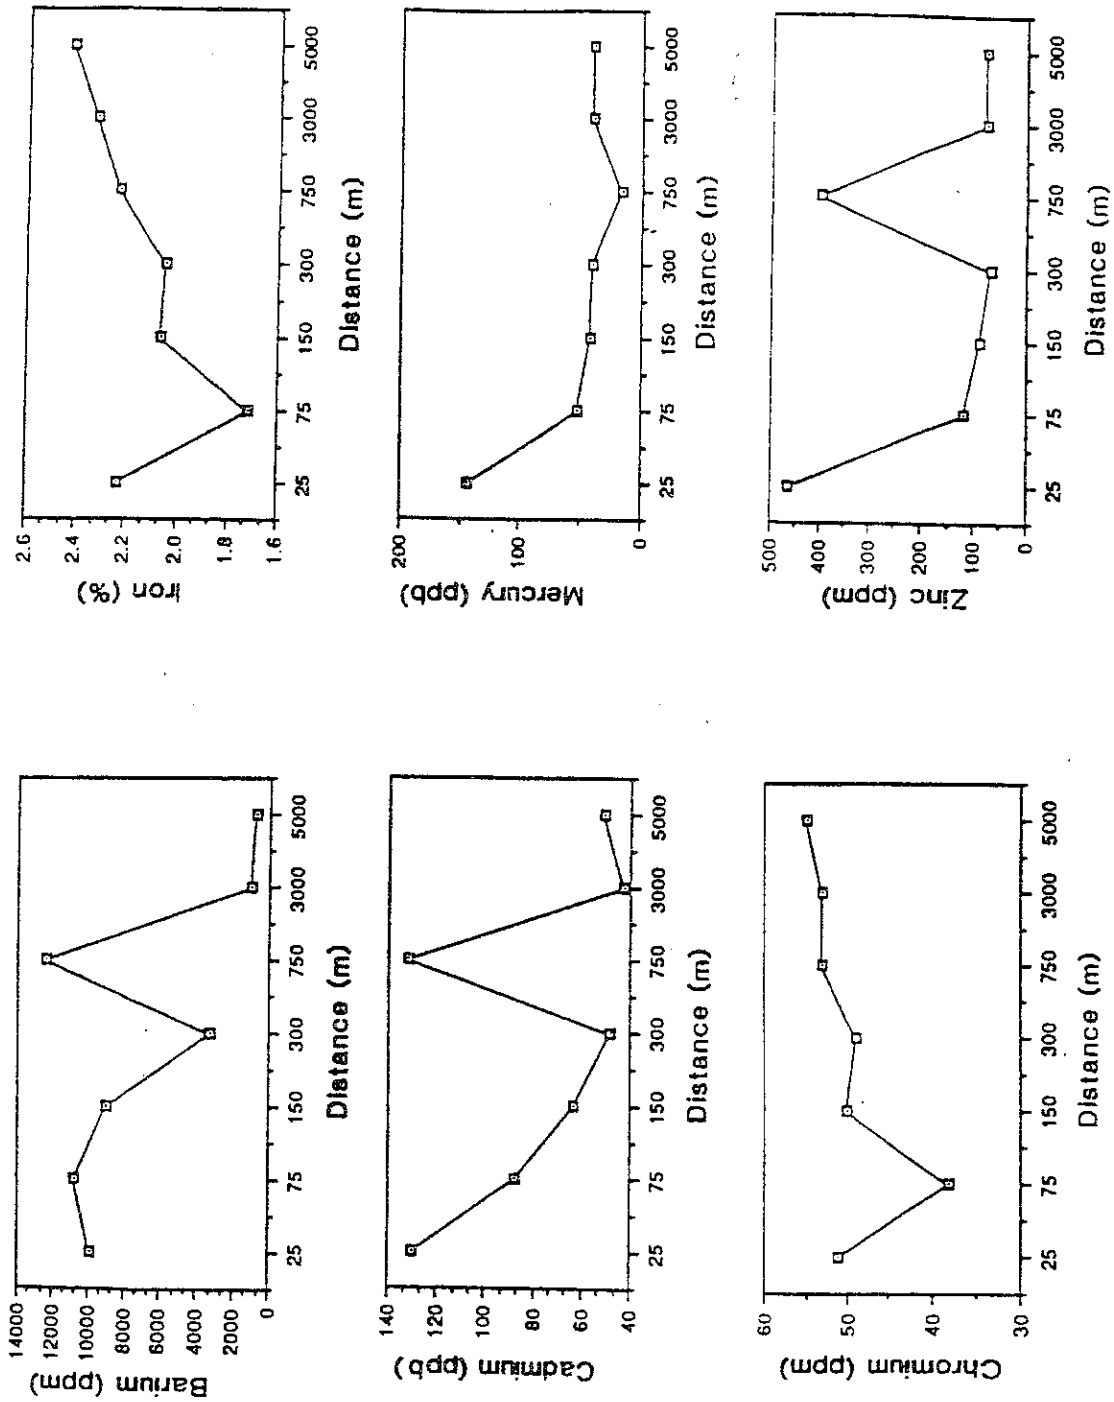 Barium (ppm)
14000
12000
10000
8000
6000
4000
2000
0
25 75 150 300 750 3000 5000
Distance (m)
Iron (%)
2.6
2.4
2.2
2.0
1.8
1.6
25 75 150 300 750 3000 5000
Distance (m)
Cadmium (ppb)
140
120
100
80
60
40
25 75 150 300 750 3000 5000
Distance (m)
Mercury (ppb)
200
100
0
25 75 150 300 750 3000 5000
Distance (m)
Chromium (ppm)
60
50
40
30
25 75 150 300 750 3000 5000
Distance (m)
Zinc (ppm)
500
400
300
200
100
0
25 75 150 300 750 3000 5000
Distance (m)